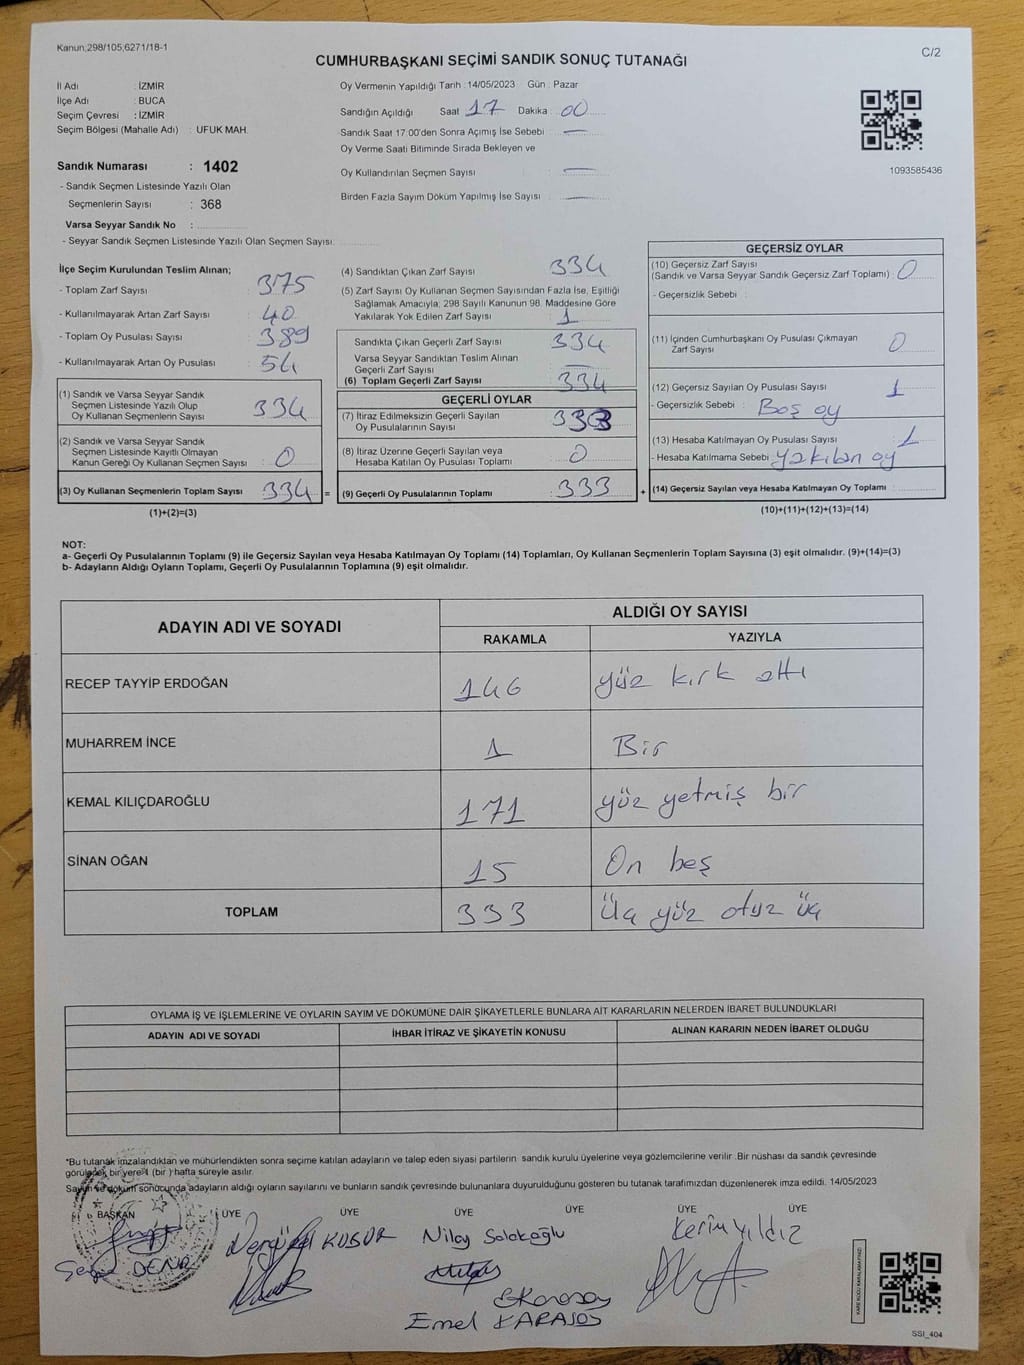 Kanun;298/105,6271/18-1
C/2
CUMHURBAŞKANI SEÇİMİ SANDIK SONUÇ TUTANAĞI
İl Adı : İZMİR
İlçe Adı : BUCA
Seçim Çevresi : İZMİR
Seçim Bölgesi (Mahalle Adı) : UFUK MAH.
Oy Vermenin Yapıldığı Tarih : 14/05/2023 Gün : Pazar
Sandığın Açıldığı Saat 17 Dakika 00
Sandık Saat 17:00'den Sonra Açımış İse Sebebi : —
Oy Verme Saati Bitiminde Sırada Bekleyen ve
Oy Kullandırılan Seçmen Sayısı : —
Birden Fazla Sayım Döküm Yapılmış İse Sayısı : —
1093585436
Sandık Numarası : 1402
- Sandık Seçmen Listesinde Yazılı Olan
Seçmenlerin Sayısı : 368
Varsa Seyyar Sandık No :
- Seyyar Sandık Seçmen Listesinde Yazılı Olan Seçmen Sayısı:
İlçe Seçim Kurulundan Teslim Alınan;
- Toplam Zarf Sayısı : 375
- Kullanılmayarak Artan Zarf Sayısı : 40
- Toplam Oy Pusulası Sayısı : 389
- Kullanılmayarak Artan Oy Pusulası : 54
(1) Sandık ve Varsa Seyyar Sandık
Seçmen Listesinde Yazılı Olup
Oy Kullanan Seçmenlerin Sayısı : 334
(2) Sandık ve Varsa Seyyar Sandık
Seçmen Listesinde Kayıtlı Olmayan
Kanun Gereği Oy Kullanan Seçmen Sayısı : 0
(3) Oy Kullanan Seçmenlerin Toplam Sayısı : 334 =
(1)+(2)=(3)
(4) Sandıktan Çıkan Zarf Sayısı : 334
(5) Zarf Sayısı Oy Kullanan Seçmen Sayısından Fazla İse, Eşitliği
Sağlamak Amacıyla; 298 Sayılı Kanunun 98. Maddesine Göre
Yakılarak Yok Edilen Zarf Sayısı : 1
Sandıkta Çıkan Geçerli Zarf Sayısı : 334
Varsa Seyyar Sandıktan Teslim Alınan
Geçerli Zarf Sayısı : —
(6) Toplam Geçerli Zarf Sayısı : 334
GEÇERLİ OYLAR
(7) İtiraz Edilmeksizin Geçerli Sayılan
Oy Pusulalarının Sayısı : 333
(8) İtiraz Üzerine Geçerli Sayılan veya
Hesaba Katılan Oy Pusulası Toplamı : 0
(9) Geçerli Oy Pusulalarının Toplamı : 333 +
GEÇERSİZ OYLAR
(10) Geçersiz Zarf Sayısı
(Sandık ve Varsa Seyyar Sandık Geçersiz Zarf Toplamı) : 0
- Geçersizlik Sebebi :
(11) İçinden Cumhurbaşkanı Oy Pusulası Çıkmayan
Zarf Sayısı : 0
(12) Geçersiz Sayılan Oy Pusulası Sayısı : 1
- Geçersizlik Sebebi : Boş oy
(13) Hesaba Katılmayan Oy Pusulası Sayısı : 1
- Hesaba Katılmama Sebebi : yakılan oy
(14) Geçersiz Sayılan veya Hesaba Katılmayan Oy Toplamı :
(10)+(11)+(12)+(13)=(14)
NOT:
a- Geçerli Oy Pusulalarının Toplamı (9) ile Geçersiz Sayılan veya Hesaba Katılmayan Oy Toplamı (14) Toplamları, Oy Kullanan Seçmenlerin Toplam Sayısına (3) eşit olmalıdır. (9)+(14)=(3)
b- Adayların Aldığı Oyların Toplamı, Geçerli Oy Pusulalarının Toplamına (9) eşit olmalıdır.
ADAYIN ADI VE SOYADI
ALDIĞI OY SAYISI
RAKAMLA YAZIYLA
RECEP TAYYİP ERDOĞAN 146 yüz kırk altı
MUHARREM İNCE 1 Bir
KEMAL KILIÇDAROĞLU 171 yüz yetmiş bir
SİNAN OĞAN 15 On beş
TOPLAM 333 Üç yüz otuz üç
OYLAMA İŞ VE İŞLEMLERİNE VE OYLARIN SAYIM VE DÖKÜMÜNE DAİR ŞİKAYETLERLE BUNLARA AİT KARARLARIN NELERDEN İBARET BULUNDUKLARI
ADAYIN ADI VE SOYADI İHBAR İTİRAZ VE ŞİKAYETİN KONUSU ALINAN KARARIN NEDEN İBARET OLDUĞU
*Bu tutanak imzalandıktan ve mühürlendikten sonra seçime katılan adayların ve talep eden siyasi partilerin sandık kurulu üyelerine veya gözlemcilerine verilir. Bir nüshası da sandık çevresinde
görülecek bir yere 1 (bir ) hafta süreyle asılır.
Sayım ve döküm sonucunda adayların aldığı oyların sayılarını ve bunların sandık çevresinde bulunanlara duyurulduğunu gösteren bu tutanak tarafımızdan düzenlenerek imza edildi. 14/05/2023
BAŞKAN ÜYE ÜYE ÜYE ÜYE ÜYE
KUSUR Nilay Solakoğlu Kerim Yıldız
Emel KARASOY
KARE KODU KARALAMAYINIZ!
SSI_404